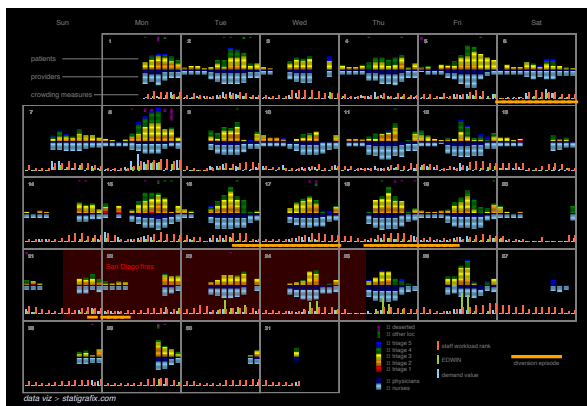 Sun Mon Tue Wed Thu Fri Sat
1 2 3 4 5 6
patients
providers
crowding measures
7 8 9 10 11 12 13
14 15 16 17 18 19 20
21 22 23 24 25 26 27
San Diego fires
28 29 30 31
deserted
other loc
triage 5
triage 4
triage 3
triage 2
triage 1
physicians
nurses
staff workload rank
EDWIN
demand value
diversion episode
data viz > statigrafix.com